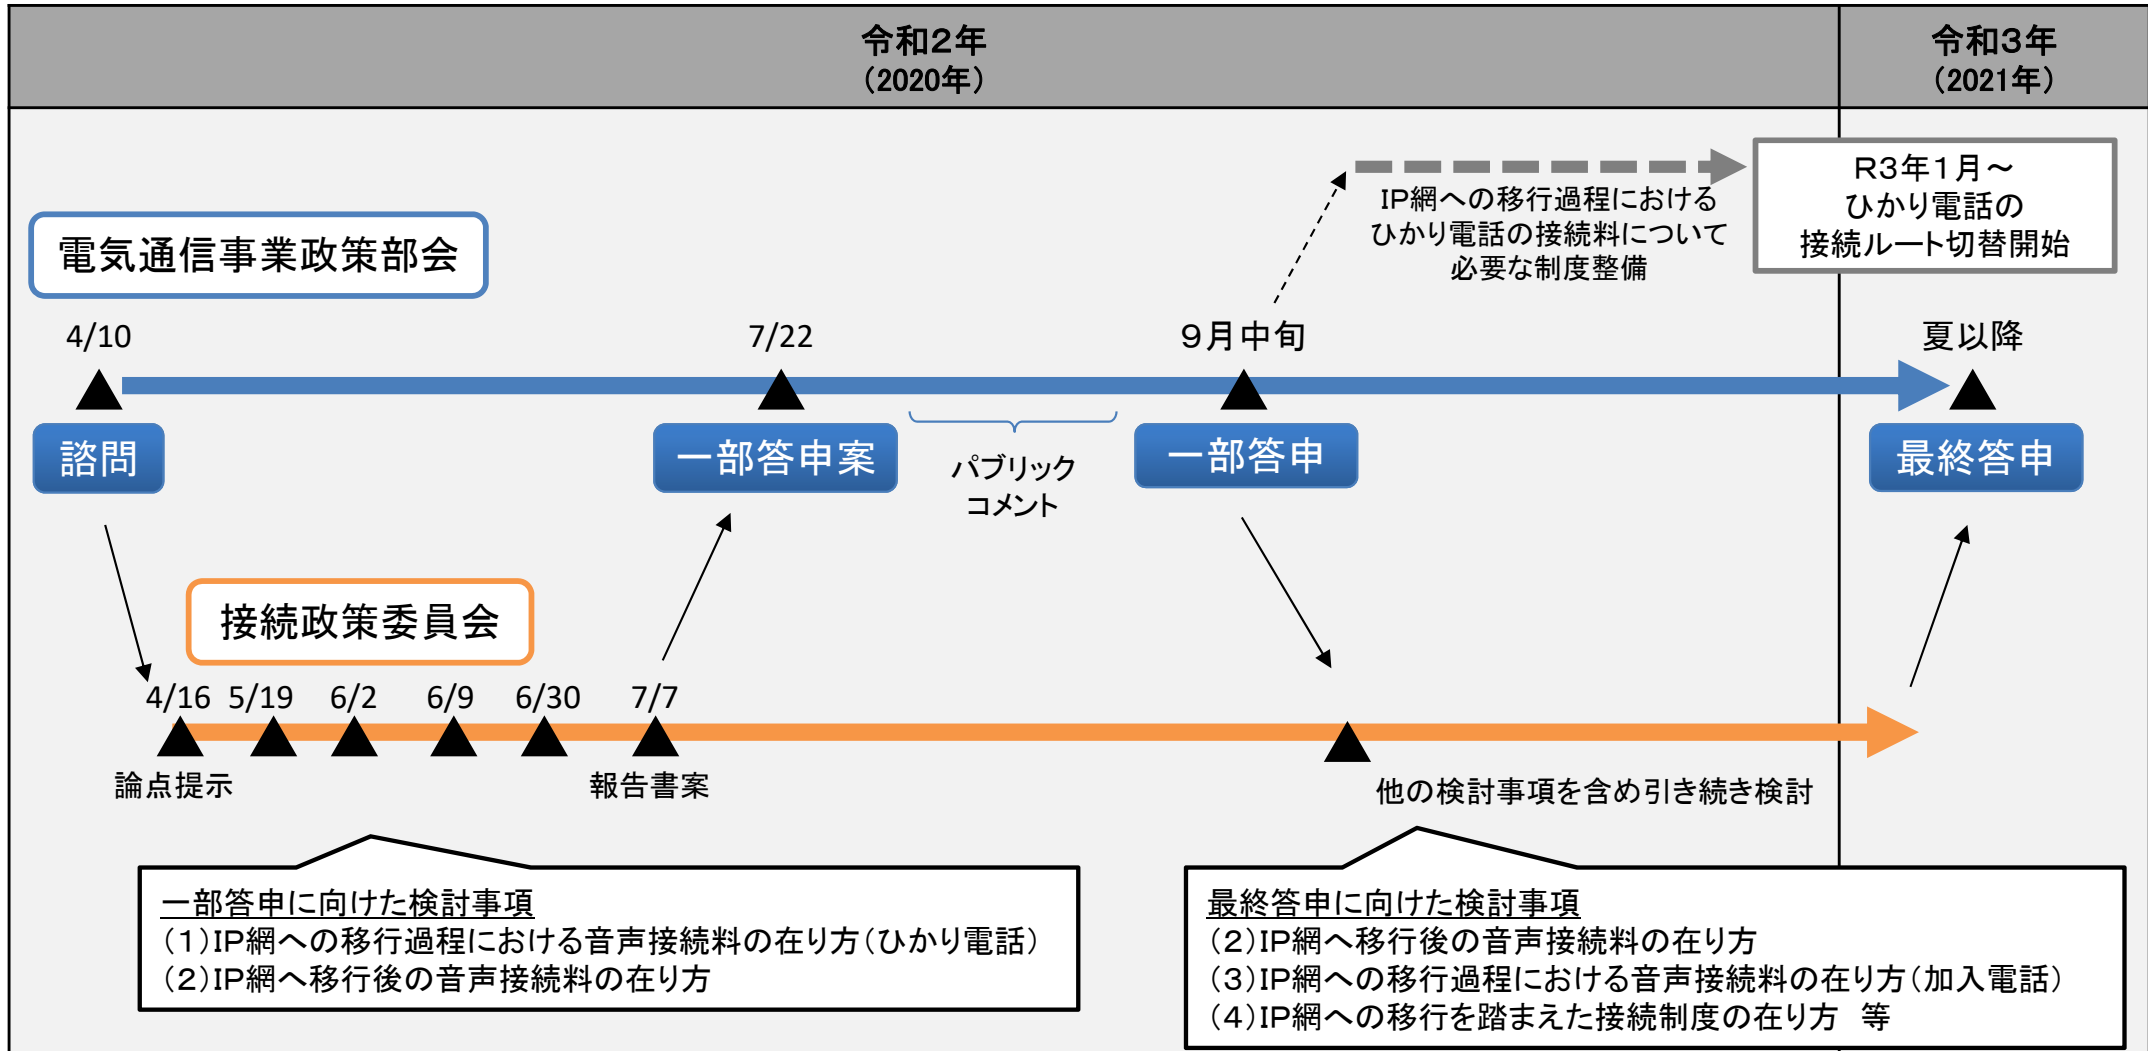 令和２年
（2020年）
令和３年
（2021年）
Ｒ３年１月～
ひかり電話の
接続ルート切替開始
IP網への移行過程における
ひかり電話の接続料について
必要な制度整備
電気通信事業政策部会
4/10
7/22
９月中旬
夏以降
諮問
一部答申案
パブリック
コメント
一部答申
最終答申
接続政策委員会
4/16
5/19
6/2
6/9
6/30
7/7
論点提示
報告書案
他の検討事項を含め引き続き検討
一部答申に向けた検討事項
（１）IP網への移行過程における音声接続料の在り方（ひかり電話）
（２）IP網へ移行後の音声接続料の在り方
最終答申に向けた検討事項
（２）IP網へ移行後の音声接続料の在り方
（３）IP網への移行過程における音声接続料の在り方（加入電話）
（４）IP網への移行を踏まえた接続制度の在り方　等